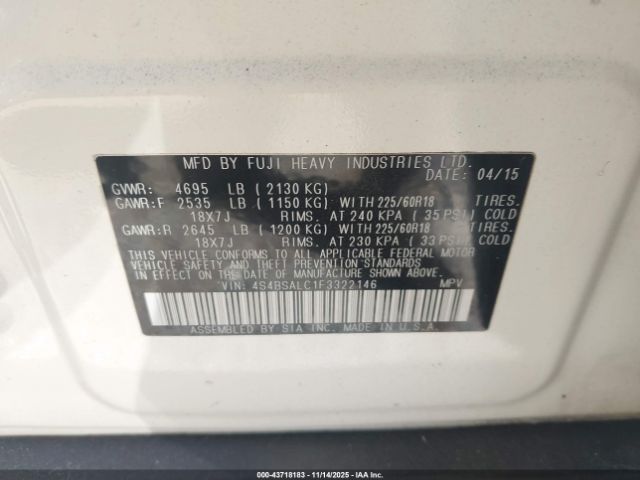 MFD BY FUJI HEAVY INDUSTRIES LTD.
DATE: 04/15
GVWR: 4695 LB (2130 KG)
GAWR:F 2535 LB (1150 KG) WITH 225/60R18 TIRES.
18X7J RIMS. AT 240 KPA (35 PSI) COLD
GAWR:R 2645 LB (1200 KG) WITH 225/60R18 TIRES.
18X7J RIMS. AT 230 KPA (33 PSI) COLD
THIS VEHICLE CONFORMS TO ALL APPLICABLE FEDERAL MOTOR
VEHICLE SAFETY AND THEFT PREVENTION STANDARDS
IN EFFECT ON THE DATE OF MANUFACTURE SHOWN ABOVE.
VIN: 4S4BSALC1F3322146 MPV
ASSEMBLED BY SIA INC. MADE IN U.S.A
000-43718183 - 11/14/2025 - IAA